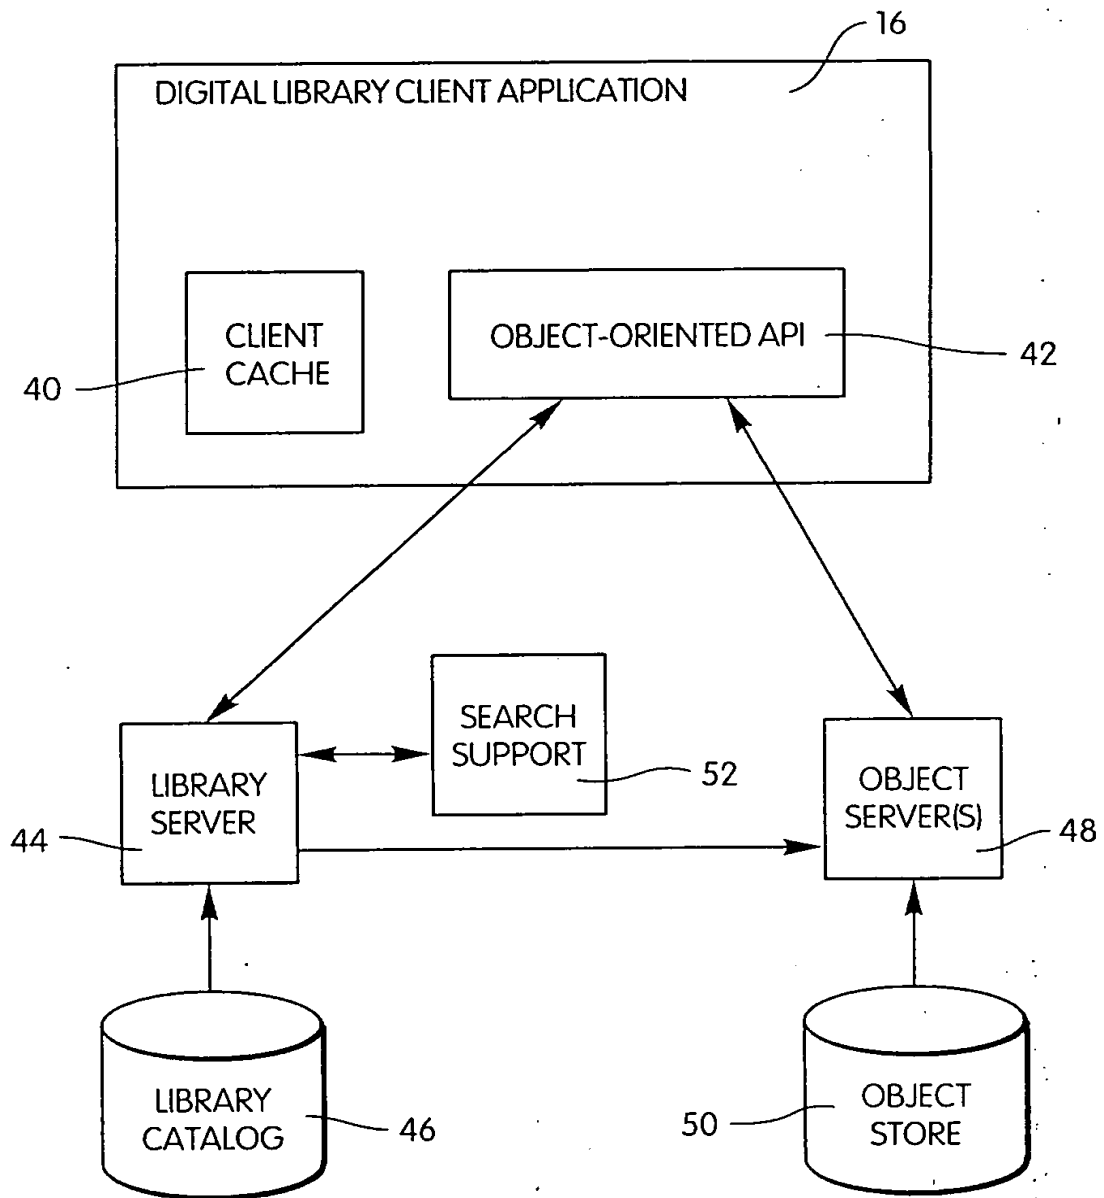 16
DIGITAL LIBRARY CLIENT APPLICATION
CLIENT
CACHE
40
OBJECT-ORIENTED API
42
SEARCH
SUPPORT
52
LIBRARY
SERVER
44
OBJECT
SERVER(S)
48
LIBRARY
CATALOG
46
OBJECT
STORE
50